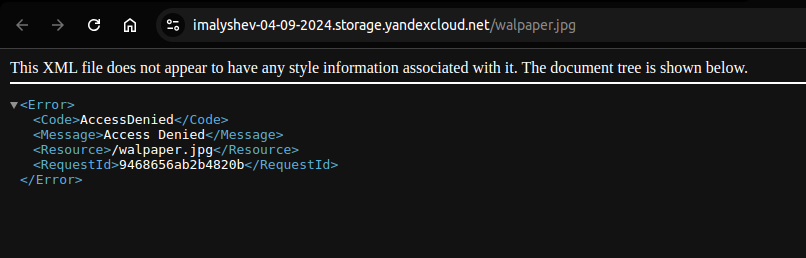 imalyshev-04-09-2024.storage.yandexcloud.net/walpaper.jpg
This XML file does not appear to have any style information associated with it. The document tree is shown below.
▼<Error>
<Code>AccessDenied</Code>
<Message>Access Denied</Message>
<Resource>/walpaper.jpg</Resource>
<RequestId>9468656ab2b4820b</RequestId>
</Error>